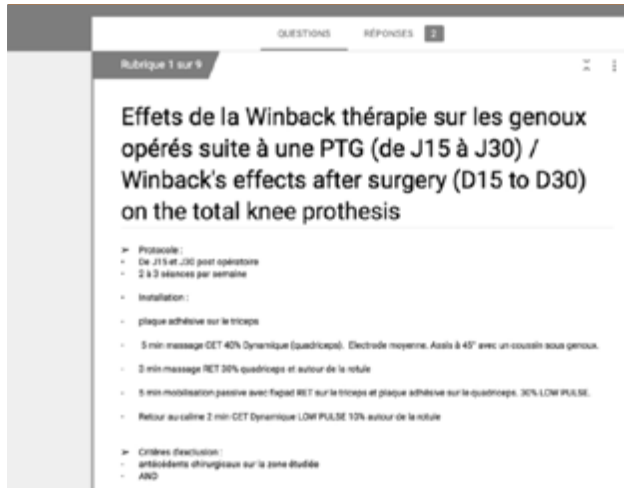 QUESTIONS RÉPONSES 2
Rubrique 1 sur 9
Effets de la Winback thérapie sur les genoux
opérés suite à une PTG (de J15 à J30) /
Winback's effects after surgery (D15 to D30)
on the total knee prothesis
➢ Protocole :
- De J15 et J30 post opératoire
- 2 à 3 séances par semaine
- Installation :
- plaque adhésive sur le triceps
- 5 min massage CET 40% Dynamique (quadriceps). Electrode moyenne. Assis à 45° avec un coussin sous genoux.
- 3 min massage RET 30% quadriceps et autour de la rotule
- 5 min mobilisation passive avec fixpad RET sur le triceps et plaque adhésive sur le quadriceps. 30% LOW PULSE.
- Retour au calme 2 min CET Dynamique LOW PULSE 10% autour de la rotule
➢ Critères d'exclusion :
- antécédents chirurgicaux sur la zone étudiée
- AND